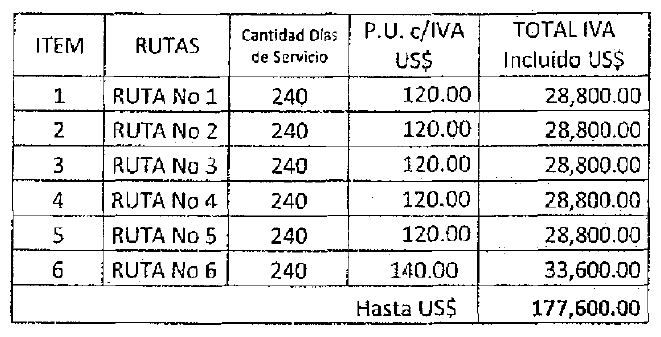 ITEM RUTAS Cantidad Días de Servicio P.U. c/IVA US$ TOTAL IVA Incluido US$
1 RUTA No 1 240 120.00 28,800.00
2 RUTA No 2 240 120.00 28,800.00
3 RUTA No 3 240 120.00 28,800.00
4 RUTA No 4 240 120.00 28,800.00
5 RUTA No 5 240 120.00 28,800.00
6 RUTA No 6 240 140.00 33,600.00
Hasta US$ 177,600.00